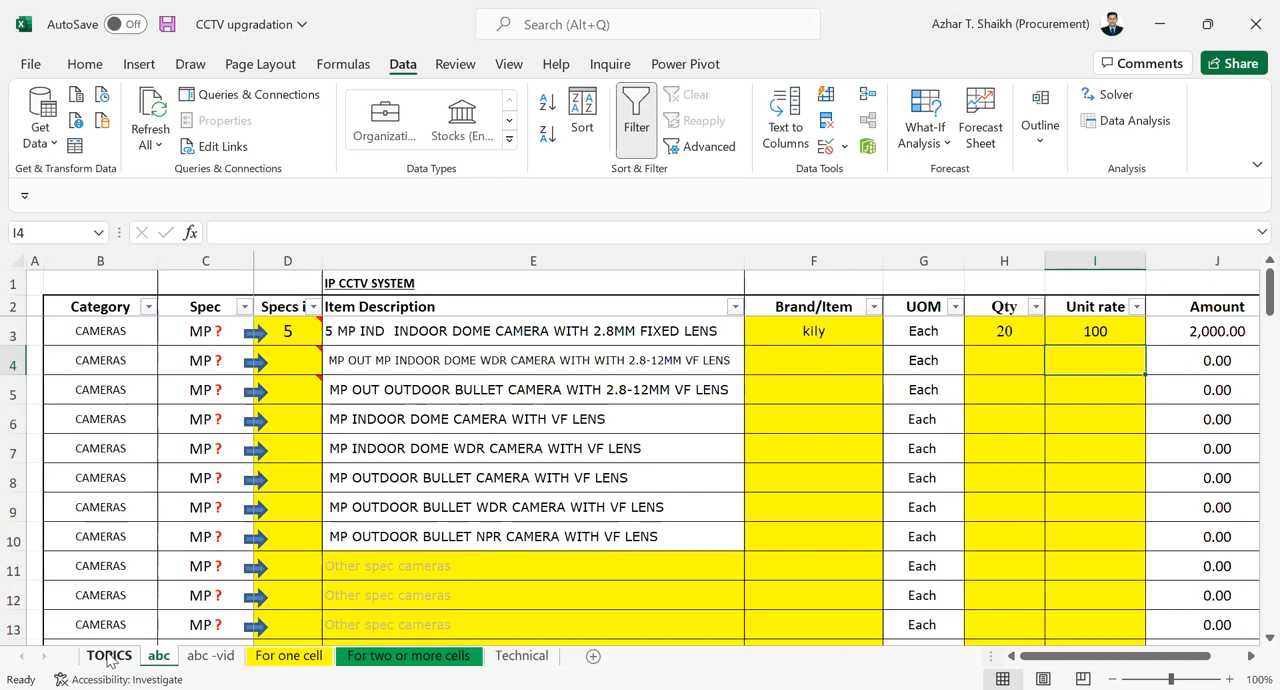 AutoSave Off CCTV upgradation Search (Alt+Q) Azhar T. Shaikh (Procurement)
File Home Insert Draw Page Layout Formulas Data Review View Help Inquire Power Pivot Comments Share
Get Data Refresh All Queries & Connections Properties Edit Links Organizati... Stocks (En... Sort Filter Clear Reapply Advanced Text to Columns What-If Analysis Forecast Sheet Outline Solver Data Analysis
Get & Transform Data Queries & Connections Data Types Sort & Filter Data Tools Forecast Analysis
I4 fx
A B C D E F G H I J
1 IP CCTV SYSTEM
2 Category Spec Specs i Item Description Brand/Item UOM Qty Unit rate Amount
3 CAMERAS MP ? 5 5 MP IND INDOOR DOME CAMERA WITH 2.8MM FIXED LENS kily Each 20 100 2,000.00
4 CAMERAS MP ? MP OUT MP INDOOR DOME WDR CAMERA WITH WITH 2.8-12MM VF LENS Each 0.00
5 CAMERAS MP ? MP OUT OUTDOOR BULLET CAMERA WITH 2.8-12MM VF LENS Each 0.00
6 CAMERAS MP ? MP INDOOR DOME CAMERA WITH VF LENS Each 0.00
7 CAMERAS MP ? MP INDOOR DOME WDR CAMERA WITH VF LENS Each 0.00
8 CAMERAS MP ? MP OUTDOOR BULLET CAMERA WITH VF LENS Each 0.00
9 CAMERAS MP ? MP OUTDOOR BULLET WDR CAMERA WITH VF LENS Each 0.00
10 CAMERAS MP ? MP OUTDOOR BULLET NPR CAMERA WITH VF LENS Each 0.00
11 CAMERAS MP ? Other spec cameras Each 0.00
12 CAMERAS MP ? Other spec cameras Each 0.00
13 CAMERAS MP ? Other spec cameras Each 0.00
TOPICS abc abc -vid For one cell For two or more cells Technical
Ready Accessibility: Investigate 100%